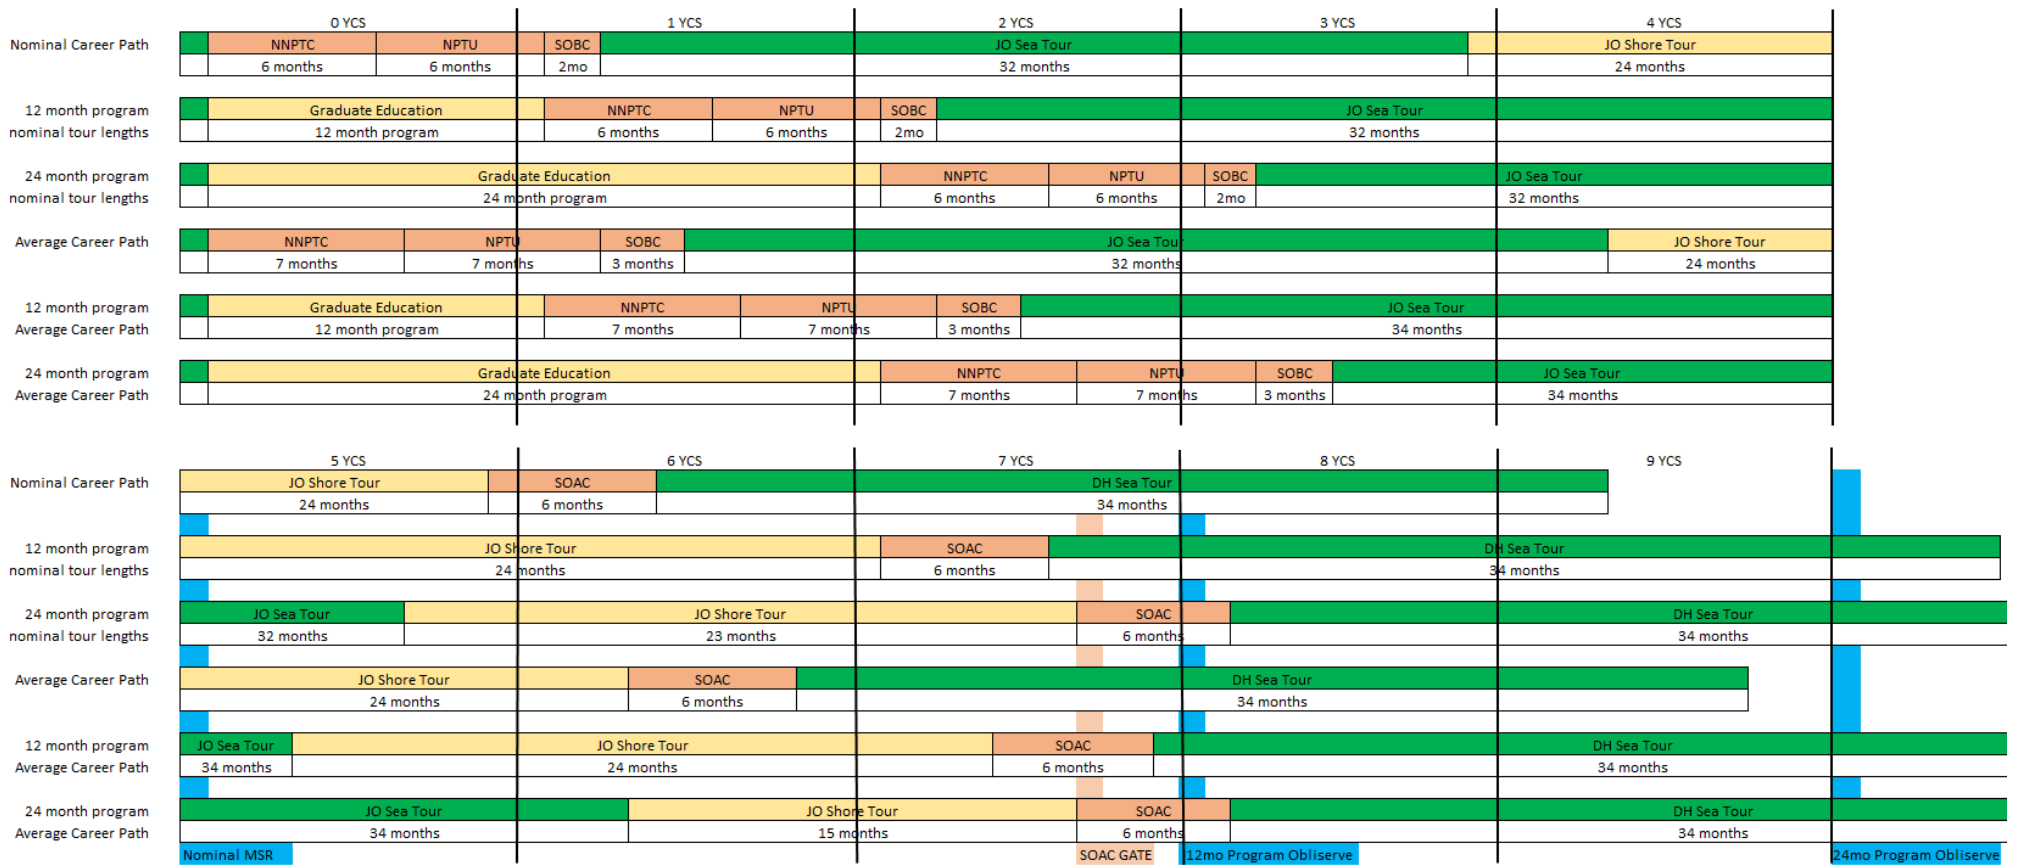 0 YCS 1 YCS 2 YCS 3 YCS 4 YCS
Nominal Career Path NNPTC NPTU SOBC JO Sea Tour JO Shore Tour
6 months 6 months 2mo 32 months 24 months
12 month program Graduate Education NNPTC NPTU SOBC JO Sea Tour
nominal tour lengths 12 month program 6 months 6 months 2mo 32 months
24 month program Graduate Education NNPTC NPTU SOBC JO Sea Tour
nominal tour lengths 24 month program 6 months 6 months 2mo 32 months
Average Career Path NNPTC NPTU SOBC JO Sea Tour JO Shore Tour
7 months 7 months 3 months 32 months 24 months
12 month program Graduate Education NNPTC NPTU SOBC JO Sea Tour
Average Career Path 12 month program 7 months 7 months 3 months 34 months
24 month program Graduate Education NNPTC NPTU SOBC JO Sea Tour
Average Career Path 24 month program 7 months 7 months 3 months 34 months
5 YCS 6 YCS 7 YCS 8 YCS 9 YCS
Nominal Career Path JO Shore Tour SOAC DH Sea Tour
24 months 6 months 34 months
12 month program JO Shore Tour SOAC DH Sea Tour
nominal tour lengths 24 months 6 months 34 months
24 month program JO Sea Tour JO Shore Tour SOAC DH Sea Tour
nominal tour lengths 32 months 23 months 6 months 34 months
Average Career Path JO Shore Tour SOAC DH Sea Tour
24 months 6 months 34 months
12 month program JO Sea Tour JO Shore Tour SOAC DH Sea Tour
Average Career Path 34 months 24 months 6 months 34 months
24 month program JO Sea Tour JO Shore Tour SOAC DH Sea Tour
Average Career Path 34 months 15 months 6 months 34 months
Nominal MSR SOAC GATE 12mo Program Obliserve 24mo Program Obliserve